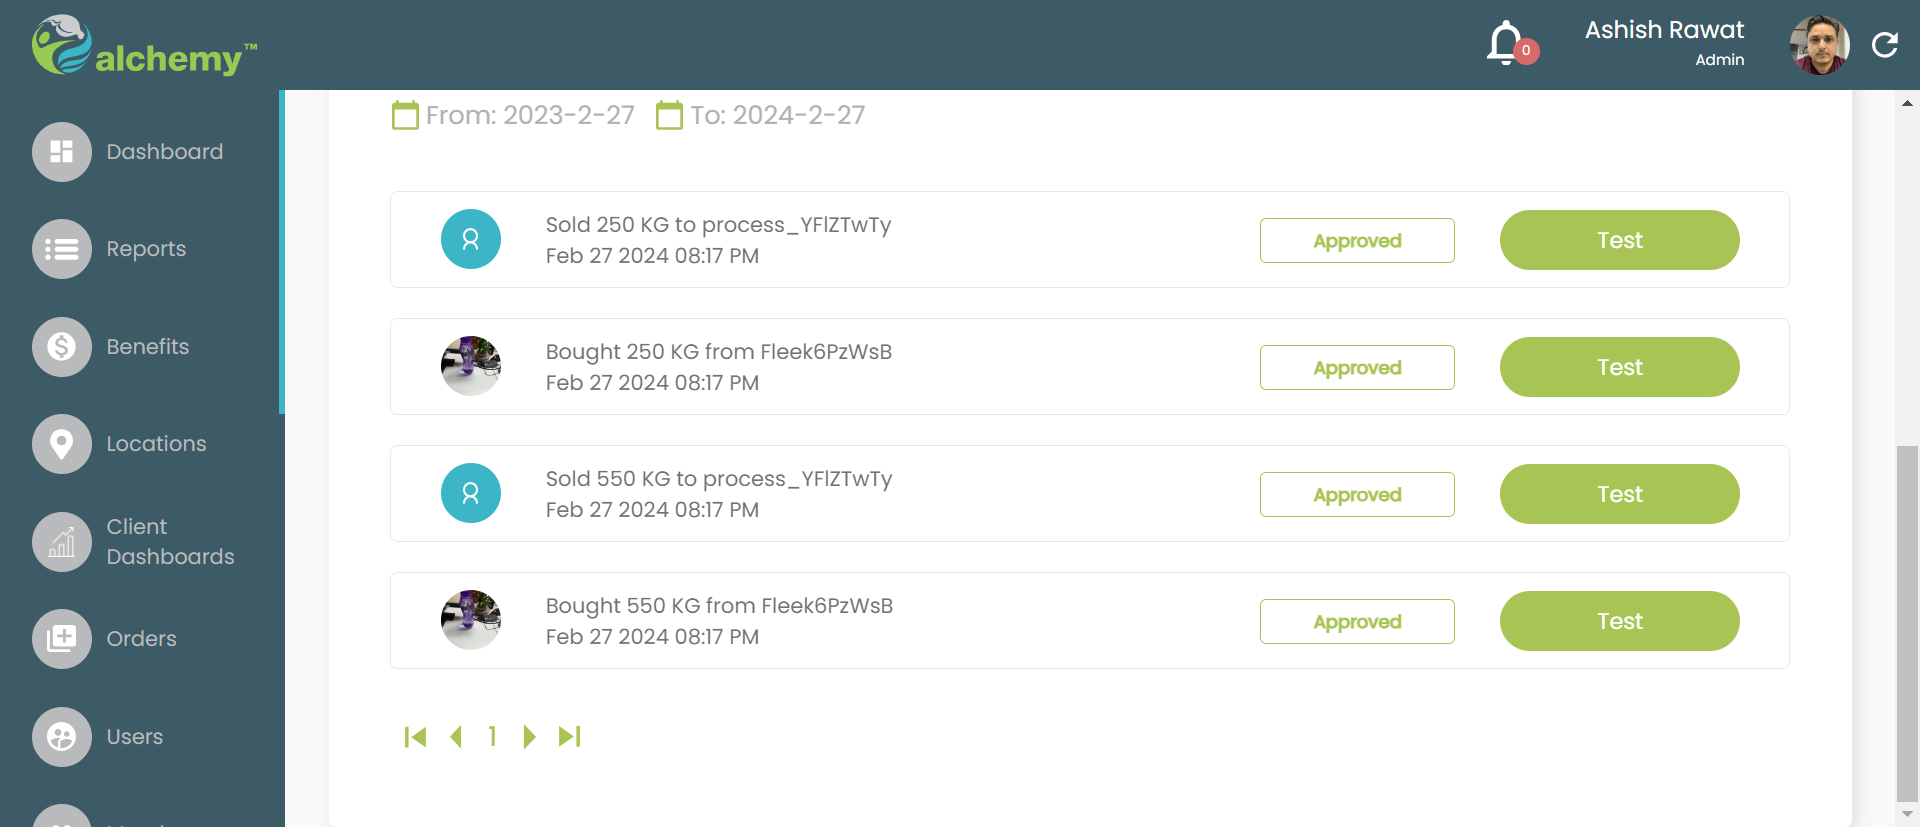 alchemy™
0
Ashish Rawat
Admin
Dashboard
Reports
Benefits
Locations
Client
Dashboards
Orders
Users
From: 2023-2-27 To: 2024-2-27
Sold 250 KG to process_YFlZTwTy
Feb 27 2024 08:17 PM
Approved
Test
Bought 250 KG from Fleek6PzWsB
Feb 27 2024 08:17 PM
Approved
Test
Sold 550 KG to process_YFlZTwTy
Feb 27 2024 08:17 PM
Approved
Test
Bought 550 KG from Fleek6PzWsB
Feb 27 2024 08:17 PM
Approved
Test
1